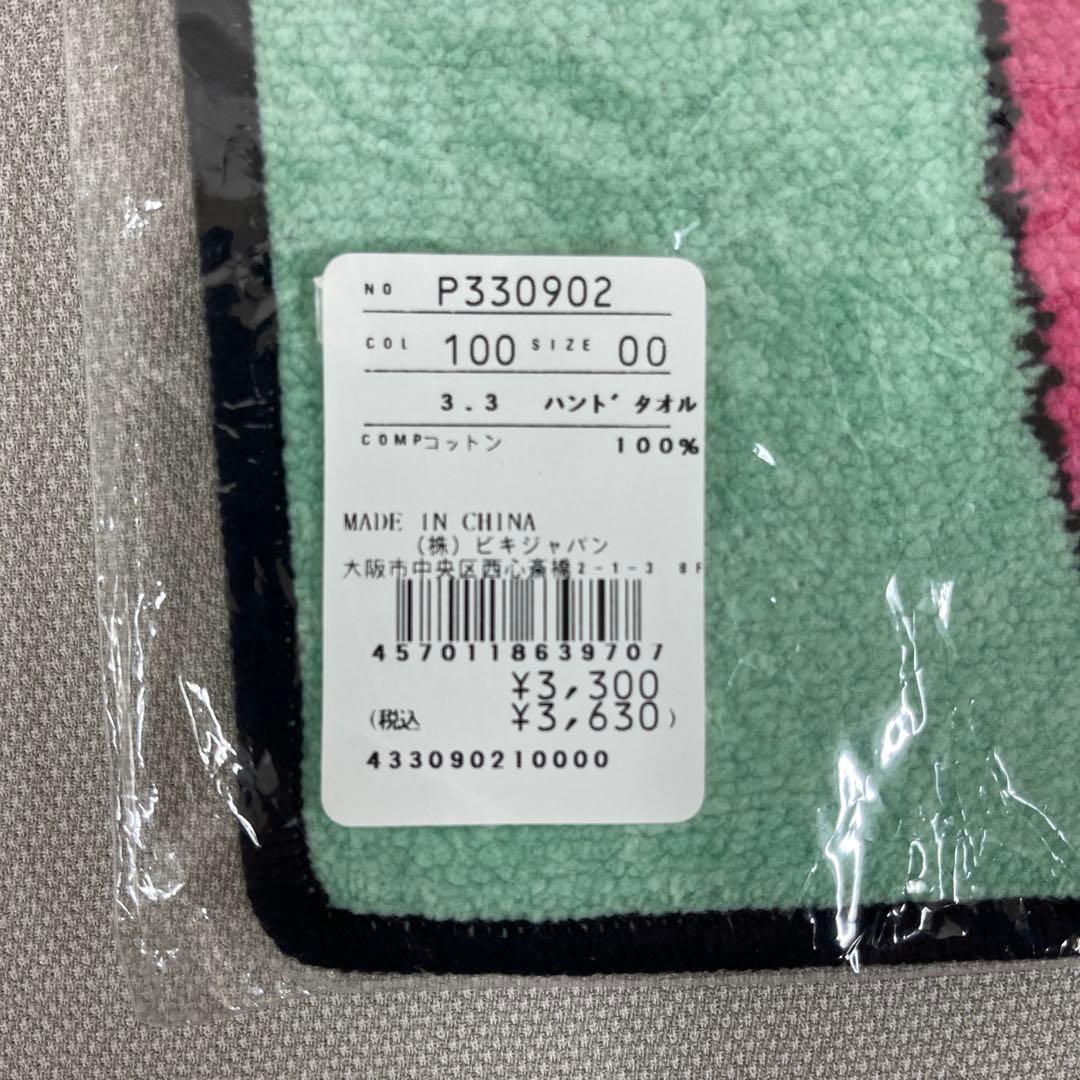 NO P330902
COL 100 SIZE 00
3.3 ハンドタオル
COMPコットン 100%
MADE IN CHINA
(株) ビキジャパン
大阪市中央区西心斎橋2-1-3 8F
4570118639707
¥3,300
(税込 ¥3,630)
433090210000